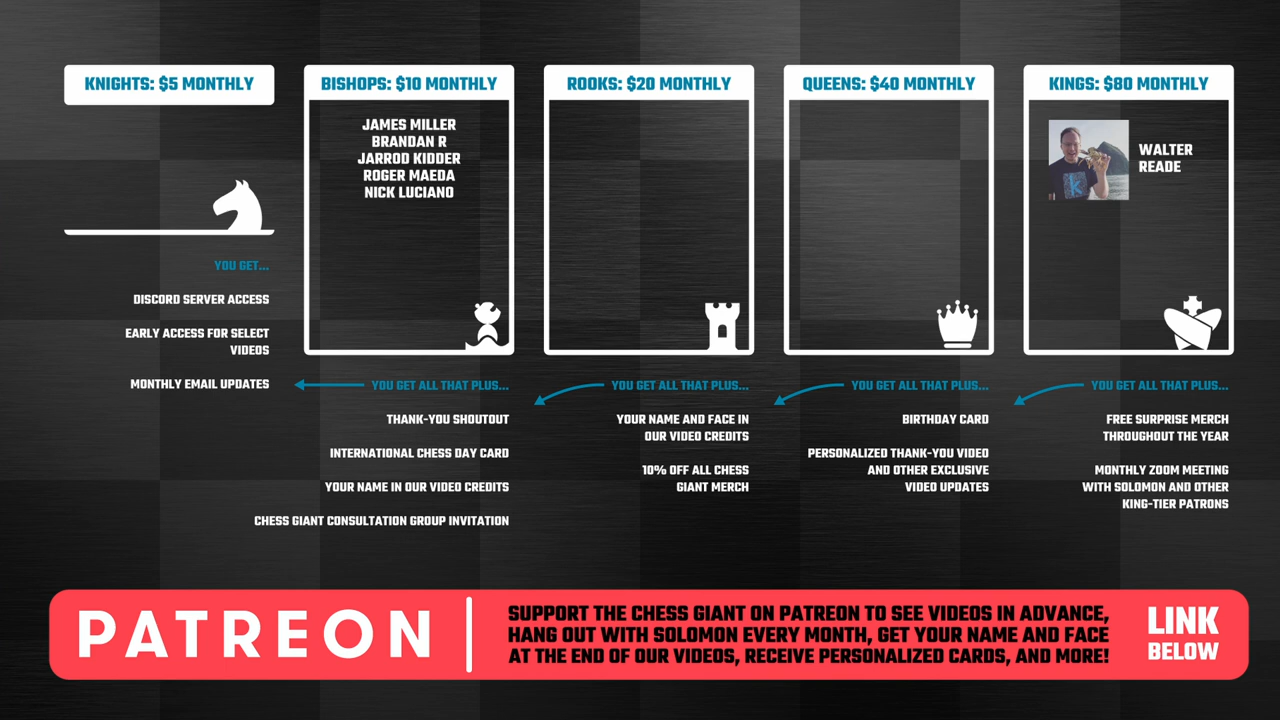 KNIGHTS: $5 MONTHLY
YOU GET...
DISCORD SERVER ACCESS
EARLY ACCESS FOR SELECT
VIDEOS
MONTHLY EMAIL UPDATES
BISHOPS: $10 MONTHLY
JAMES MILLER
BRANDAN R
JARROD KIDDER
ROGER MAEDA
NICK LUCIANO
YOU GET ALL THAT PLUS...
THANK-YOU SHOUTOUT
INTERNATIONAL CHESS DAY CARD
YOUR NAME IN OUR VIDEO CREDITS
CHESS GIANT CONSULTATION GROUP INVITATION
ROOKS: $20 MONTHLY
YOU GET ALL THAT PLUS...
YOUR NAME AND FACE IN
OUR VIDEO CREDITS
10% OFF ALL CHESS
GIANT MERCH
QUEENS: $40 MONTHLY
YOU GET ALL THAT PLUS...
BIRTHDAY CARD
PERSONALIZED THANK-YOU VIDEO
AND OTHER EXCLUSIVE
VIDEO UPDATES
KINGS: $80 MONTHLY
k
WALTER
READE
YOU GET ALL THAT PLUS...
FREE SURPRISE MERCH
THROUGHOUT THE YEAR
MONTHLY ZOOM MEETING
WITH SOLOMON AND OTHER
KING-TIER PATRONS
PATREON
SUPPORT THE CHESS GIANT ON PATREON TO SEE VIDEOS IN ADVANCE,
HANG OUT WITH SOLOMON EVERY MONTH, GET YOUR NAME AND FACE
AT THE END OF OUR VIDEOS, RECEIVE PERSONALIZED CARDS, AND MORE!
LINK
BELOW